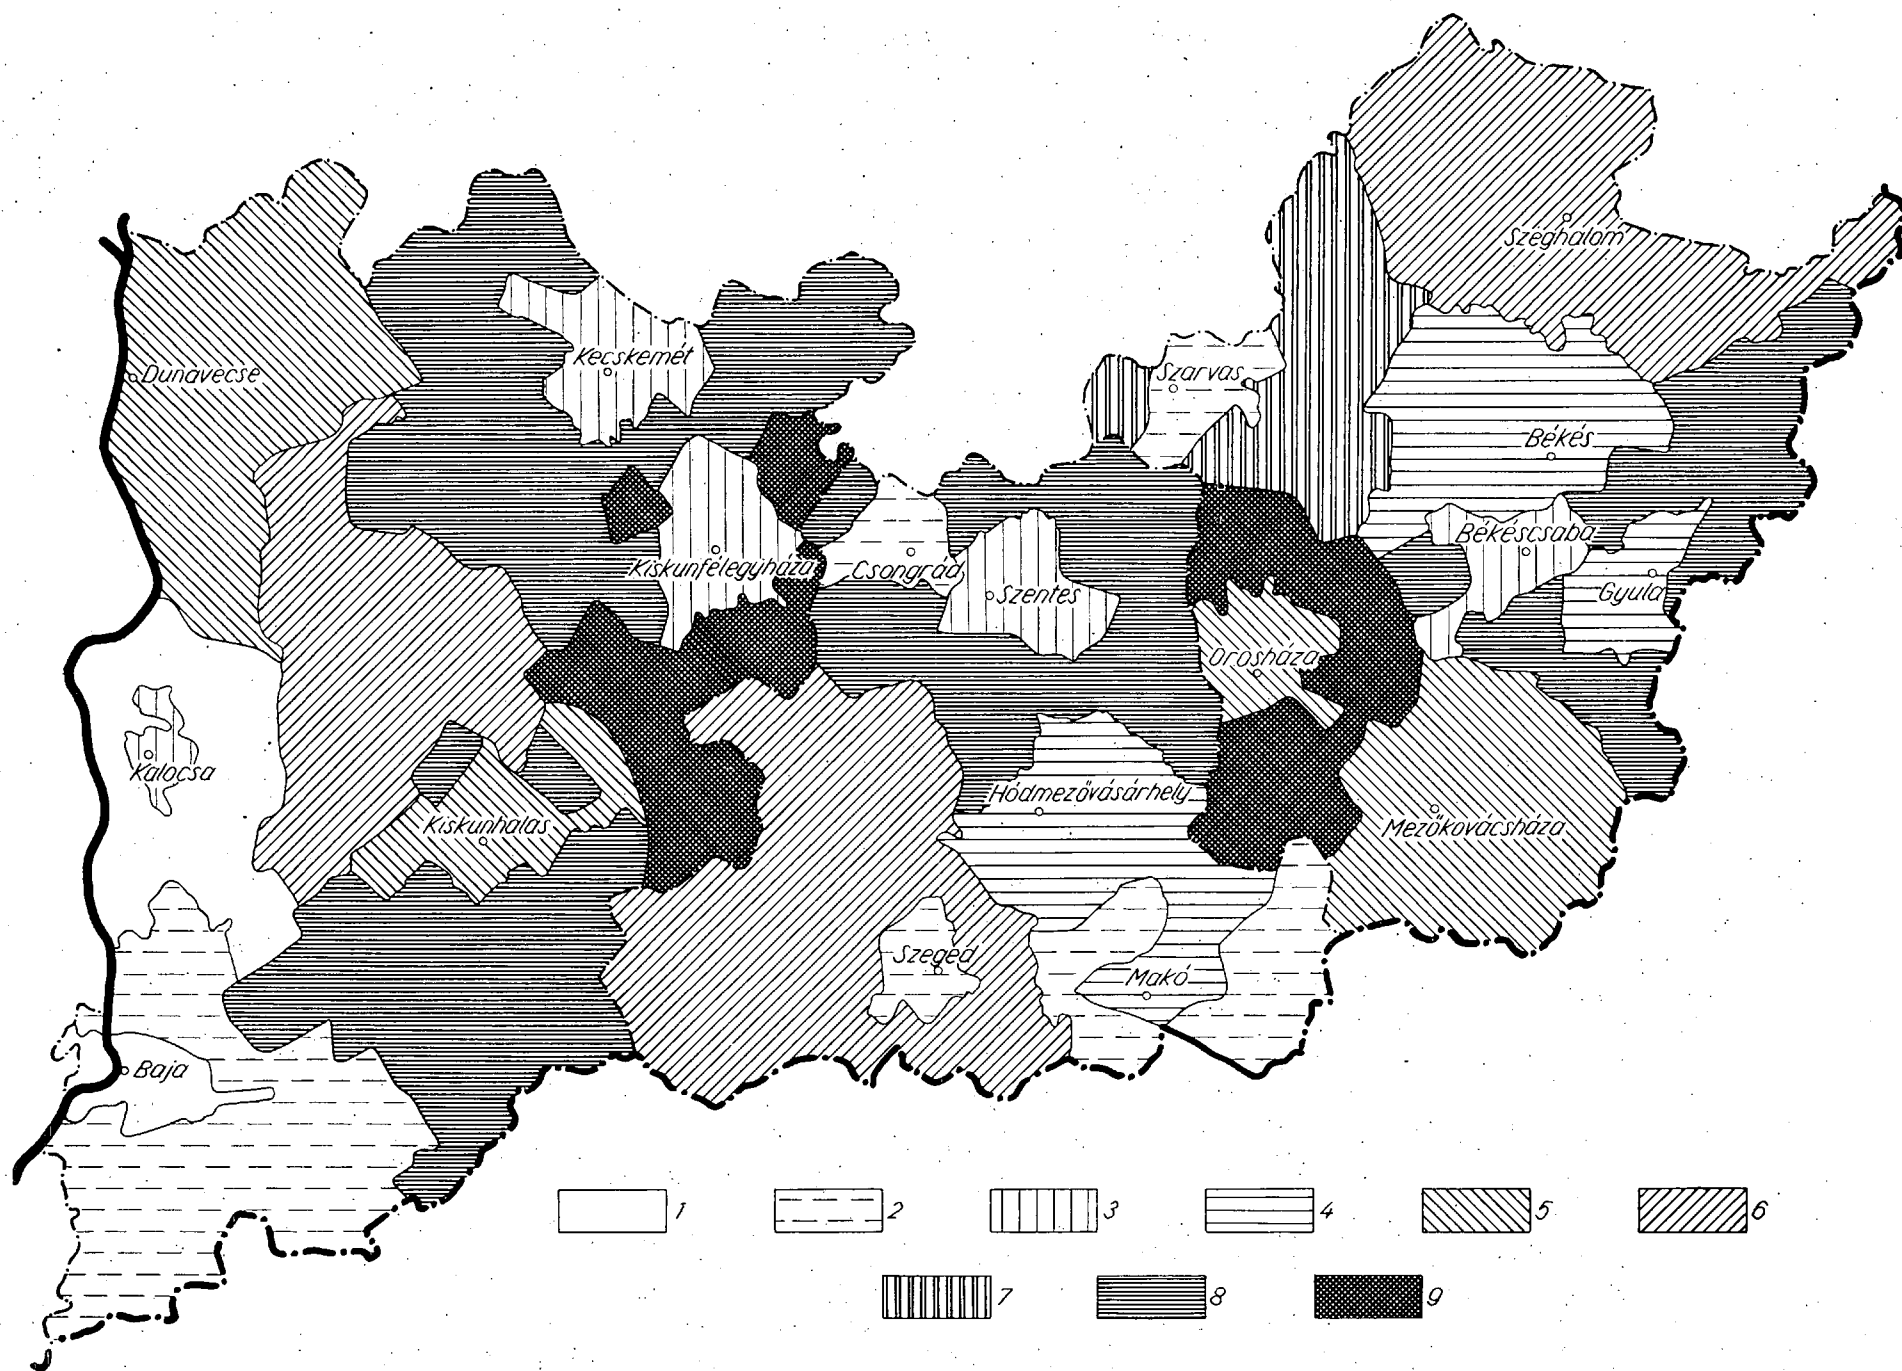 Szeghalom
Kecskemét
Dunavecse
Szarvas
Békés
Békéscsaba
Kiskunfélegyháza
Csongrád
Szentes
Gyula
Orosháza
Kalocsa
Hódmezővásárhely
Kiskunhalas
Mezőkovácsháza
Szeged
Makó
Baja
1
2
3
4
5
6
7
8
9